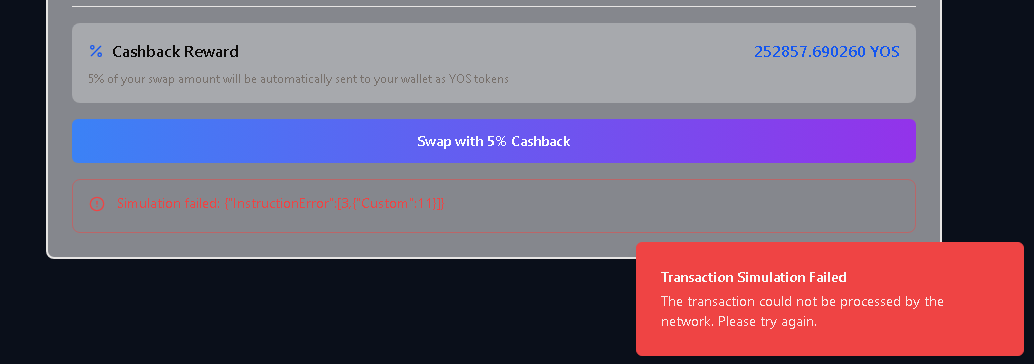 Cashback Reward
252857.690260 YOS
5% of your swap amount will be automatically sent to your wallet as YOS tokens
Swap with 5% Cashback
Simulation failed: {"InstructionError":[3,{"Custom":11}]}
Transaction Simulation Failed
The transaction could not be processed by the
network. Please try again.